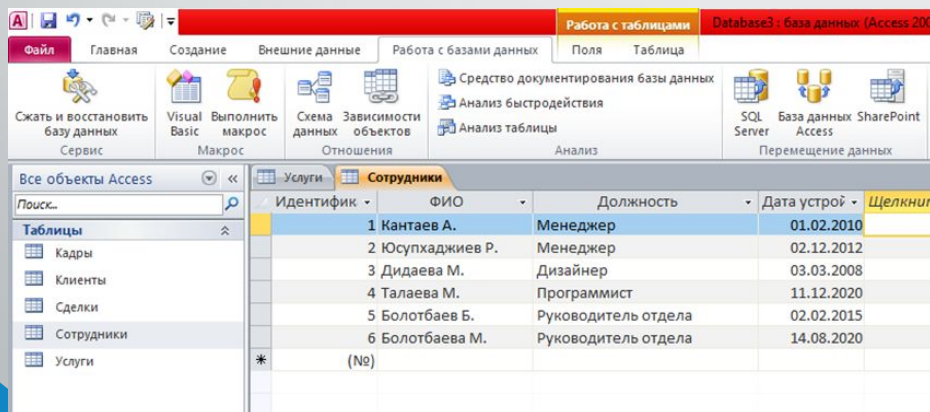 Работа с таблицами
Database3 : база данных (Access 200
Файл Главная Создание Внешние данные Работа с базами данных Поля Таблица
Сжать и восстановить базу данных
Visual Basic
Выполнить макрос
Схема данных
Зависимости объектов
Средство документирования базы данных
Анализ быстродействия
Анализ таблицы
SQL Server
База данных Access
SharePoint
Сервис Макрос Отношения Анализ Перемещение данных
Все объекты Access
Поиск...
Таблицы
Кадры
Клиенты
Сделки
Сотрудники
Услуги
Услуги Сотрудники
Идентифик ФИО Должность Дата устрой Щелкнит
1 Кантаев А. Менеджер 01.02.2010
2 Юсупхаджиев Р. Менеджер 02.12.2012
3 Дидаева М. Дизайнер 03.03.2008
4 Талаева М. Программист 11.12.2020
5 Болотбаев Б. Руководитель отдела 02.02.2015
6 Болотбаева М. Руководитель отдела 14.08.2020
(№)